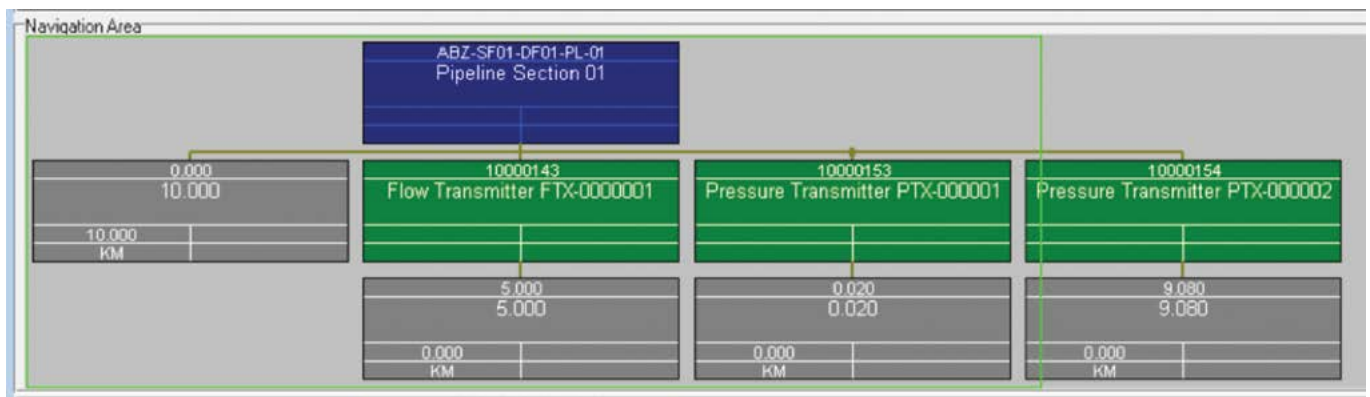 Navigation Area
ABZ-SF01-DF01-PL-01
Pipeline Section 01
0.000
10.000
10.000
KM
10000143
Flow Transmitter FTX-0000001
10000153
Pressure Transmitter PTX-000001
10000154
Pressure Transmitter PTX-000002
5.000
5.000
0.000
KM
0.020
0.020
0.000
KM
9.080
9.080
0.000
KM